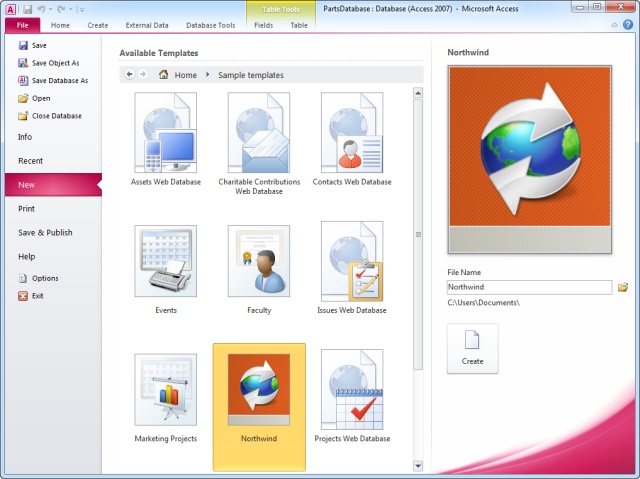 Table Tools
PartsDatabase : Database (Access 2007) - Microsoft Access
File Home Create External Data Database Tools Fields Table
Save
Save Object As
Save Database As
Open
Close Database
Info
Recent
New
Print
Save & Publish
Help
Options
Exit
Available Templates
Home Sample templates
Assets Web Database
Charitable Contributions
Web Database
Contacts Web Database
Events
Faculty
Issues Web Database
Marketing Projects
Northwind
Projects Web Database
Northwind
File Name
Northwind
C:\Users\Documents\
Create